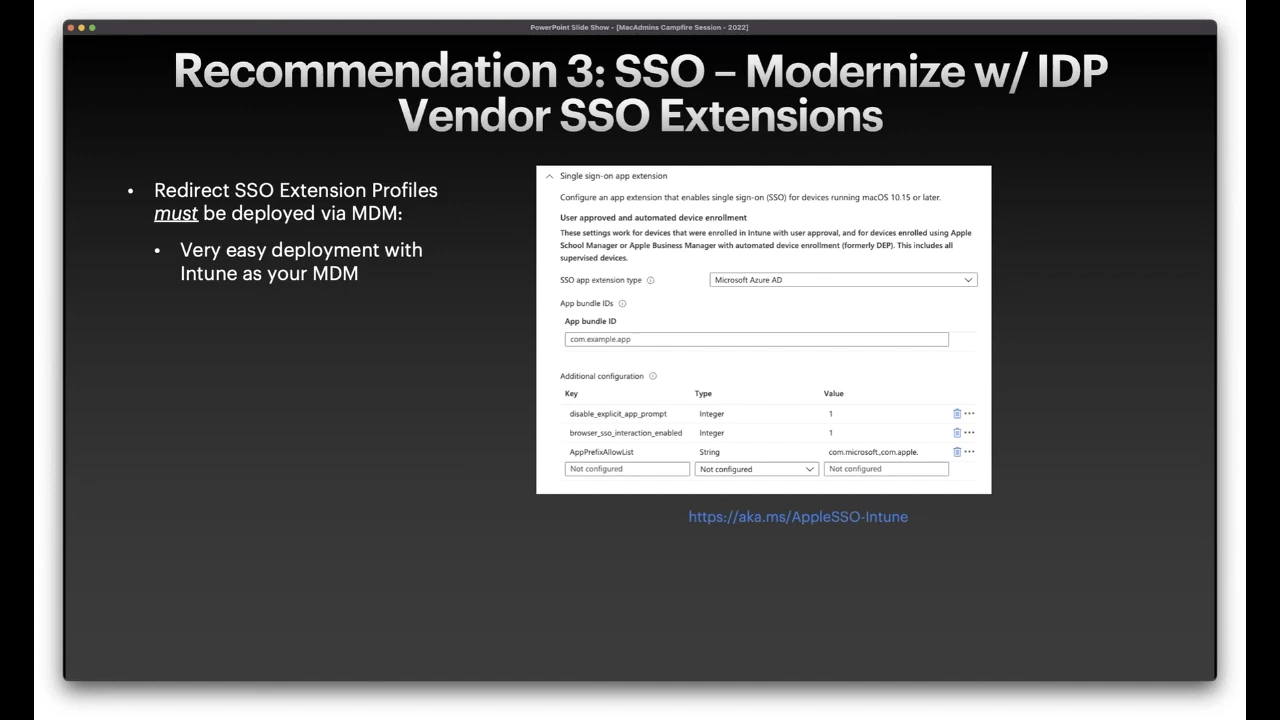 PowerPoint Slide Show - [MacAdmins Campfire Session - 2022]
Recommendation 3: SSO – Modernize w/ IDP
Vendor SSO Extensions
• Redirect SSO Extension Profiles
must be deployed via MDM:
• Very easy deployment with
Intune as your MDM
Single sign-on app extension
Configure an app extension that enables single sign-on (SSO) for devices running macOS 10.15 or later.
User approved and automated device enrollment
These settings work for devices that were enrolled in Intune with user approval, and for devices enrolled using Apple
School Manager or Apple Business Manager with automated device enrollment (formerly DEP). This includes all
supervised devices.
SSO app extension type Microsoft Azure AD
App bundle IDs
App bundle ID
com.example.app
Additional configuration
Key Type Value
disable_explicit_app_prompt Integer 1
browser_sso_interaction_enabled Integer 1
AppPrefixAllowList String com.microsoft.,com.apple.
Not configured Not configured Not configured
https://aka.ms/AppleSSO-Intune